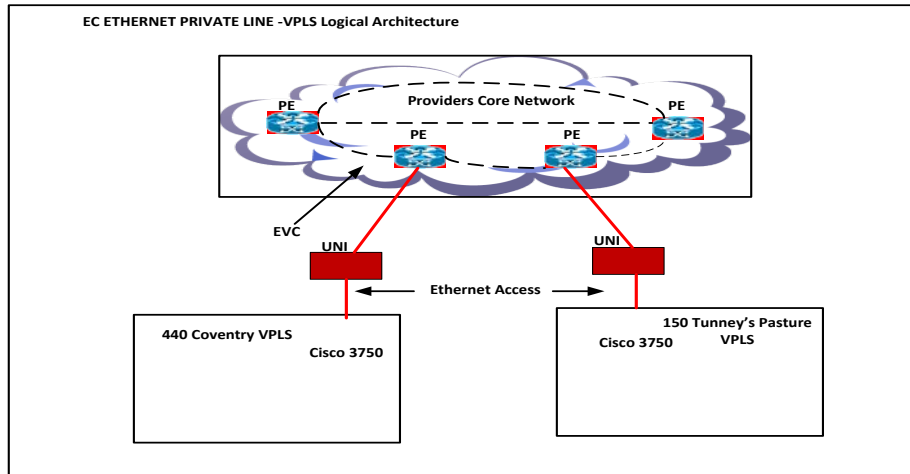 EC ETHERNET PRIVATE LINE -VPLS Logical Architecture
PE
Providers Core Network
PE
PE
PE
EVC
UNI
UNI
Ethernet Access
440 Coventry VPLS
Cisco 3750
150 Tunney's Pasture
VPLS
Cisco 3750